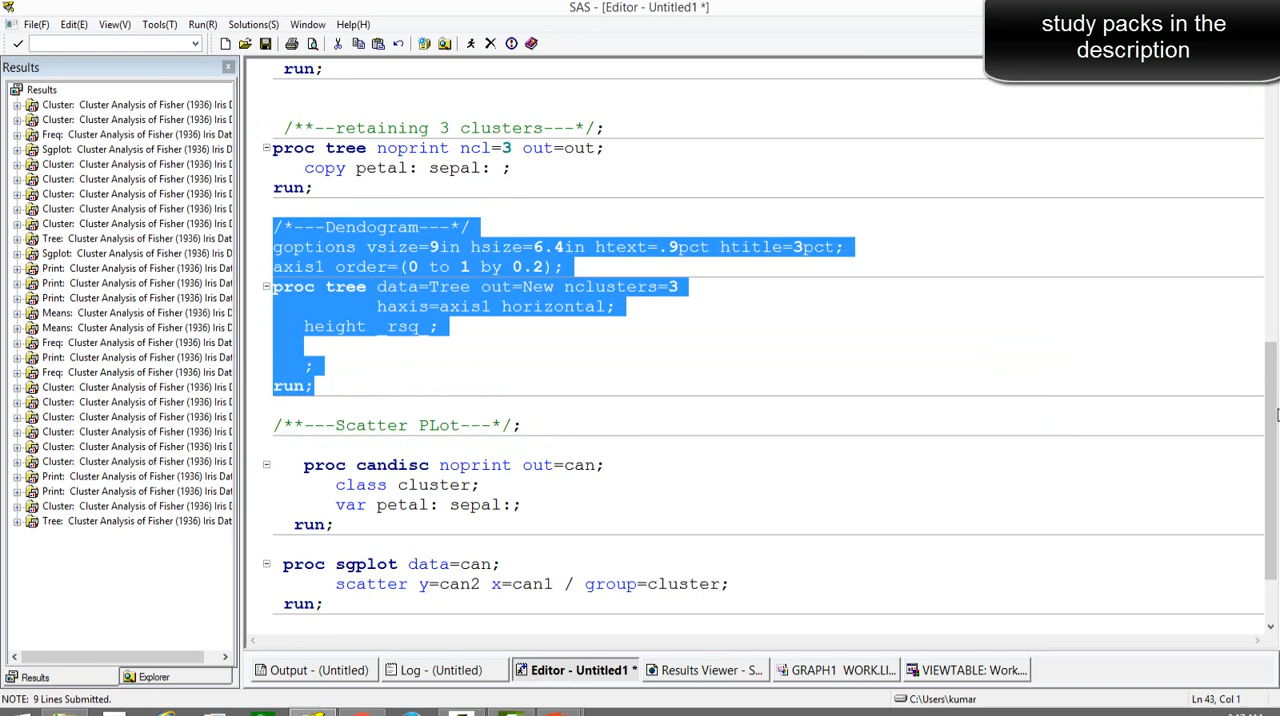 SAS - [Editor - Untitled1 *]
study packs in the
description
File(F) Edit(E) View(V) Tools(T) Run(R) Solutions(S) Window Help(H)
Results
Results
Cluster: Cluster Analysis of Fisher (1936) Iris D
Cluster: Cluster Analysis of Fisher (1936) Iris D
Freq: Cluster Analysis of Fisher (1936) Iris Dat
Sgplot: Cluster Analysis of Fisher (1936) Iris D
Cluster: Cluster Analysis of Fisher (1936) Iris D
Cluster: Cluster Analysis of Fisher (1936) Iris D
Cluster: Cluster Analysis of Fisher (1936) Iris D
Cluster: Cluster Analysis of Fisher (1936) Iris D
Cluster: Cluster Analysis of Fisher (1936) Iris D
Tree: Cluster Analysis of Fisher (1936) Iris Dat
Sgplot: Cluster Analysis of Fisher (1936) Iris D
Print: Cluster Analysis of Fisher (1936) Iris Dat
Print: Cluster Analysis of Fisher (1936) Iris Dat
Print: Cluster Analysis of Fisher (1936) Iris Dat
Means: Cluster Analysis of Fisher (1936) Iris D
Means: Cluster Analysis of Fisher (1936) Iris D
Freq: Cluster Analysis of Fisher (1936) Iris Dat
Print: Cluster Analysis of Fisher (1936) Iris Dat
Freq: Cluster Analysis of Fisher (1936) Iris Dat
Cluster: Cluster Analysis of Fisher (1936) Iris D
Cluster: Cluster Analysis of Fisher (1936) Iris D
Cluster: Cluster Analysis of Fisher (1936) Iris D
Cluster: Cluster Analysis of Fisher (1936) Iris D
Cluster: Cluster Analysis of Fisher (1936) Iris D
Print: Cluster Analysis of Fisher (1936) Iris Dat
Print: Cluster Analysis of Fisher (1936) Iris Dat
Cluster: Cluster Analysis of Fisher (1936) Iris D
Tree: Cluster Analysis of Fisher (1936) Iris Dat
run;
/**--retaining 3 clusters---*/;
proc tree noprint ncl=3 out=out;
copy petal: sepal: ;
run;
/*---Dendogram---*/
goptions vsize=9in hsize=6.4in htext=.9pct htitle=3pct;
axis1 order=(0 to 1 by 0.2);
proc tree data=Tree out=New nclusters=3
haxis=axis1 horizontal;
height _rsq_;
;
run;
/**---Scatter PLot---*/;
proc candisc noprint out=can;
class cluster;
var petal: sepal:;
run;
proc sgplot data=can;
scatter y=can2 x=can1 / group=cluster;
run;
Results Explorer
Output - (Untitled) Log - (Untitled) Editor - Untitled1 * Results Viewer - S... GRAPH1 WORK.LI... VIEWTABLE: Work...
NOTE: 9 Lines Submitted. C:\Users\kumar Ln 43, Col 1